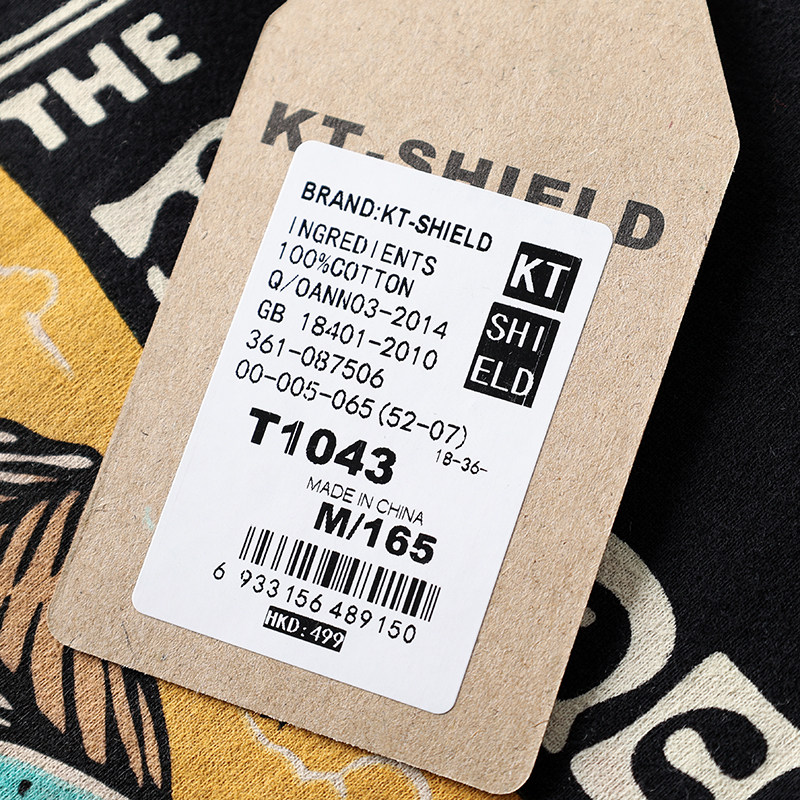 THE
KT-SHIELD
BRAND:KT-SHIELD
INGREDIENTS
100%COTTON
Q/OANN03-2014
GB 18401-2010
361-087506
00-005-065(52-07)
KT
SHI
ELD
T1043
18-36-
MADE IN CHINA
M/165
6 933156 489150
HKD:499